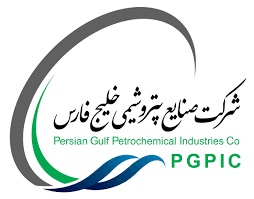 شرکت صنایع پتروشیمی خلیج فارس
Persian Gulf Petrochemical Industries Co
PGPIC